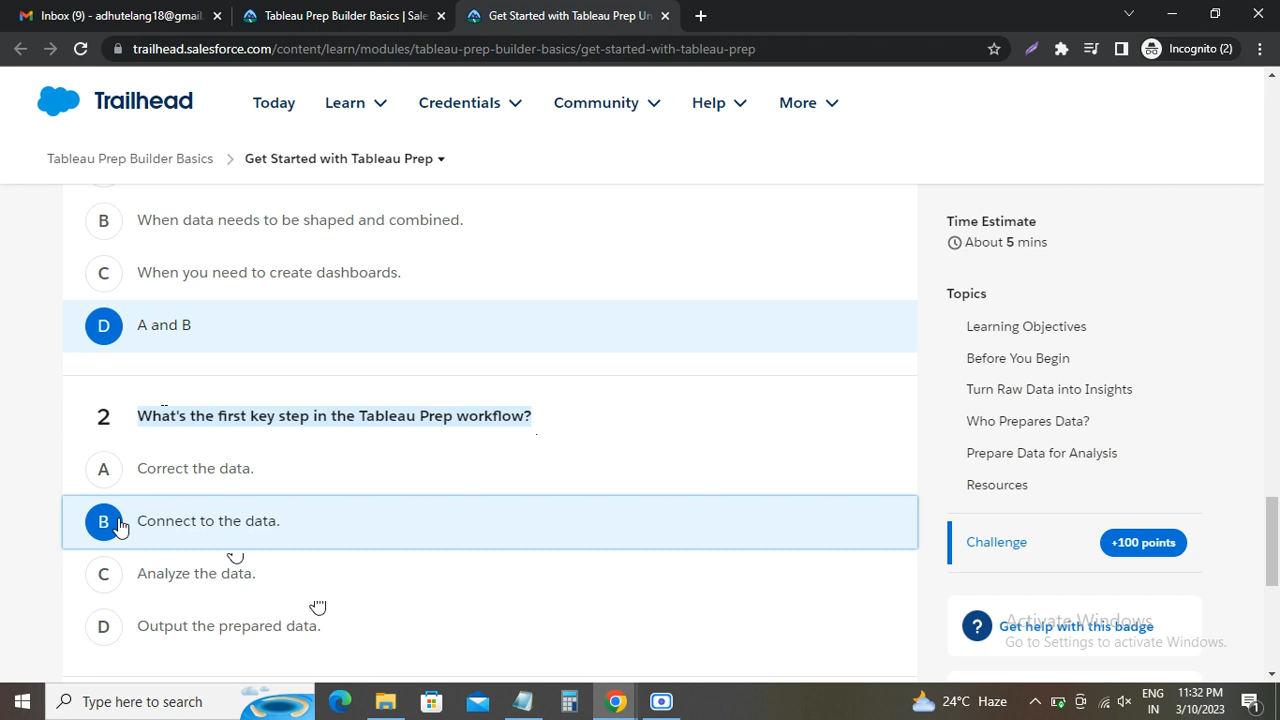 Inbox (9) - adhutelang18@gmail.
Tableau Prep Builder Basics | Sale
Get Started with Tableau Prep Un
trailhead.salesforce.com/content/learn/modules/tableau-prep-builder-basics/get-started-with-tableau-prep
Incognito (2)
Trailhead
Today
Learn
Credentials
Community
Help
More
Tableau Prep Builder Basics
Get Started with Tableau Prep
B When data needs to be shaped and combined.
C When you need to create dashboards.
D A and B
2 What's the first key step in the Tableau Prep workflow?
A Correct the data.
B Connect to the data.
C Analyze the data.
D Output the prepared data.
Time Estimate
About 5 mins
Topics
Learning Objectives
Before You Begin
Turn Raw Data into Insights
Who Prepares Data?
Prepare Data for Analysis
Resources
Challenge
+100 points
? Get help with this badge
Activate Windows
Go to Settings to activate Windows.
Type here to search
24°C Haze
ENG
IN
11:32 PM
3/10/2023
1